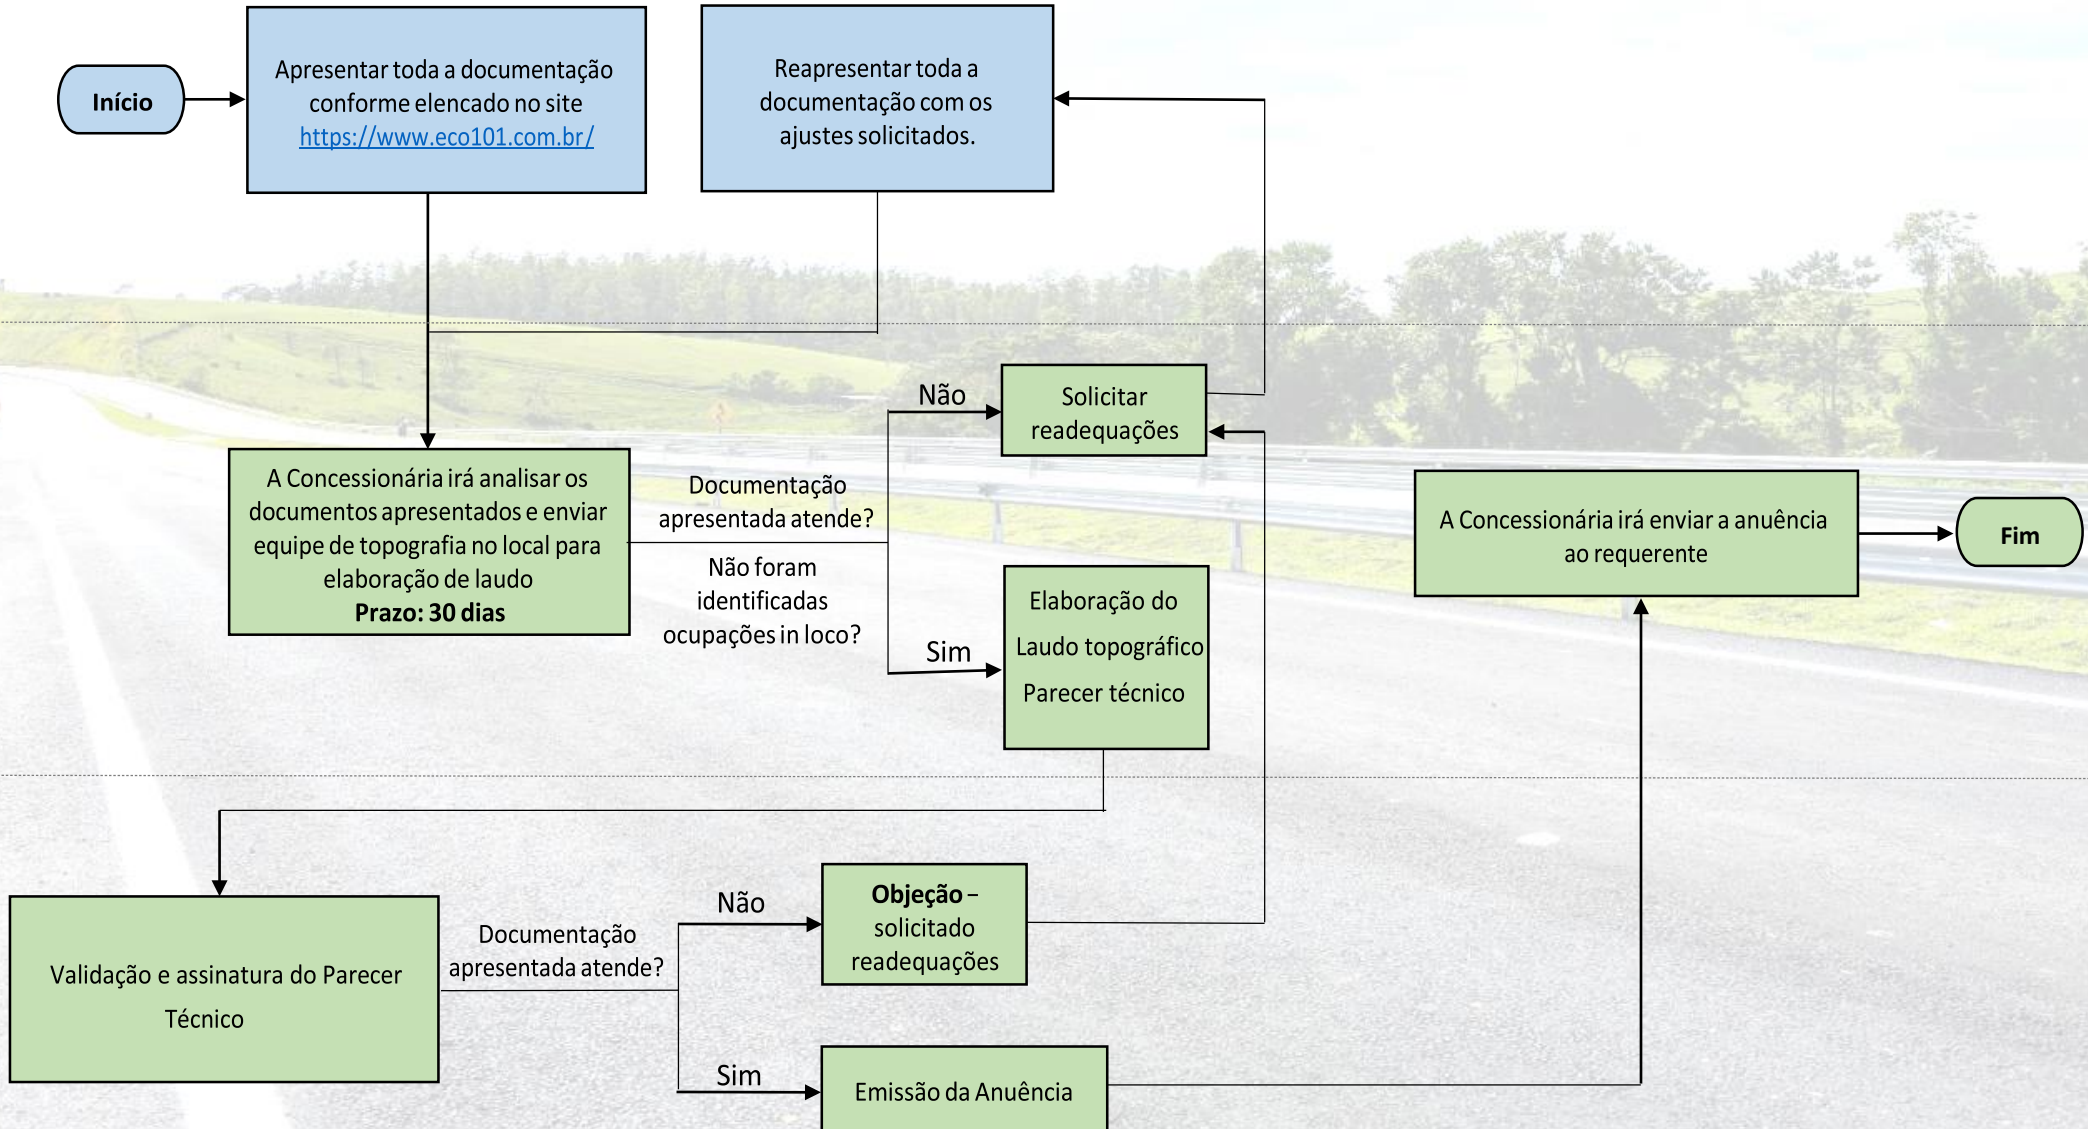 Início
Apresentar toda a documentação
conforme elencado no site
https://www.eco101.com.br/
Reapresentar toda a
documentação com os
ajustes solicitados.
A Concessionária irá analisar os
documentos apresentados e enviar
equipe de topografia no local para
elaboração de laudo
Prazo: 30 dias
Documentação
apresentada atende?
Não foram
identificadas
ocupações in loco?
Não
Solicitar
readequações
Sim
Elaboração do
Laudo topográfico
Parecer técnico
A Concessionária irá enviar a anuência
ao requerente
Fim
Validação e assinatura do Parecer
Técnico
Documentação
apresentada atende?
Não
Objeção –
solicitado
readequações
Sim
Emissão da Anuência